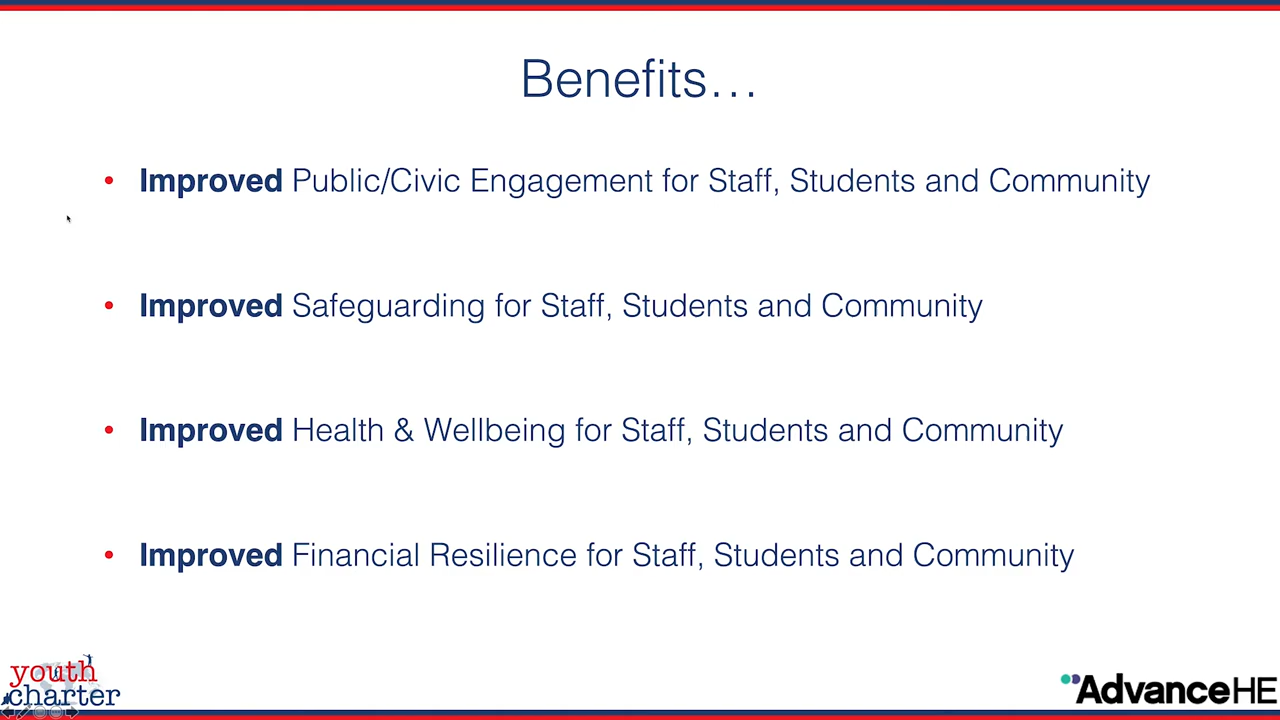 Benefits…
• Improved Public/Civic Engagement for Staff, Students and Community
• Improved Safeguarding for Staff, Students and Community
• Improved Health & Wellbeing for Staff, Students and Community
• Improved Financial Resilience for Staff, Students and Community
youth
charter
AdvanceHE